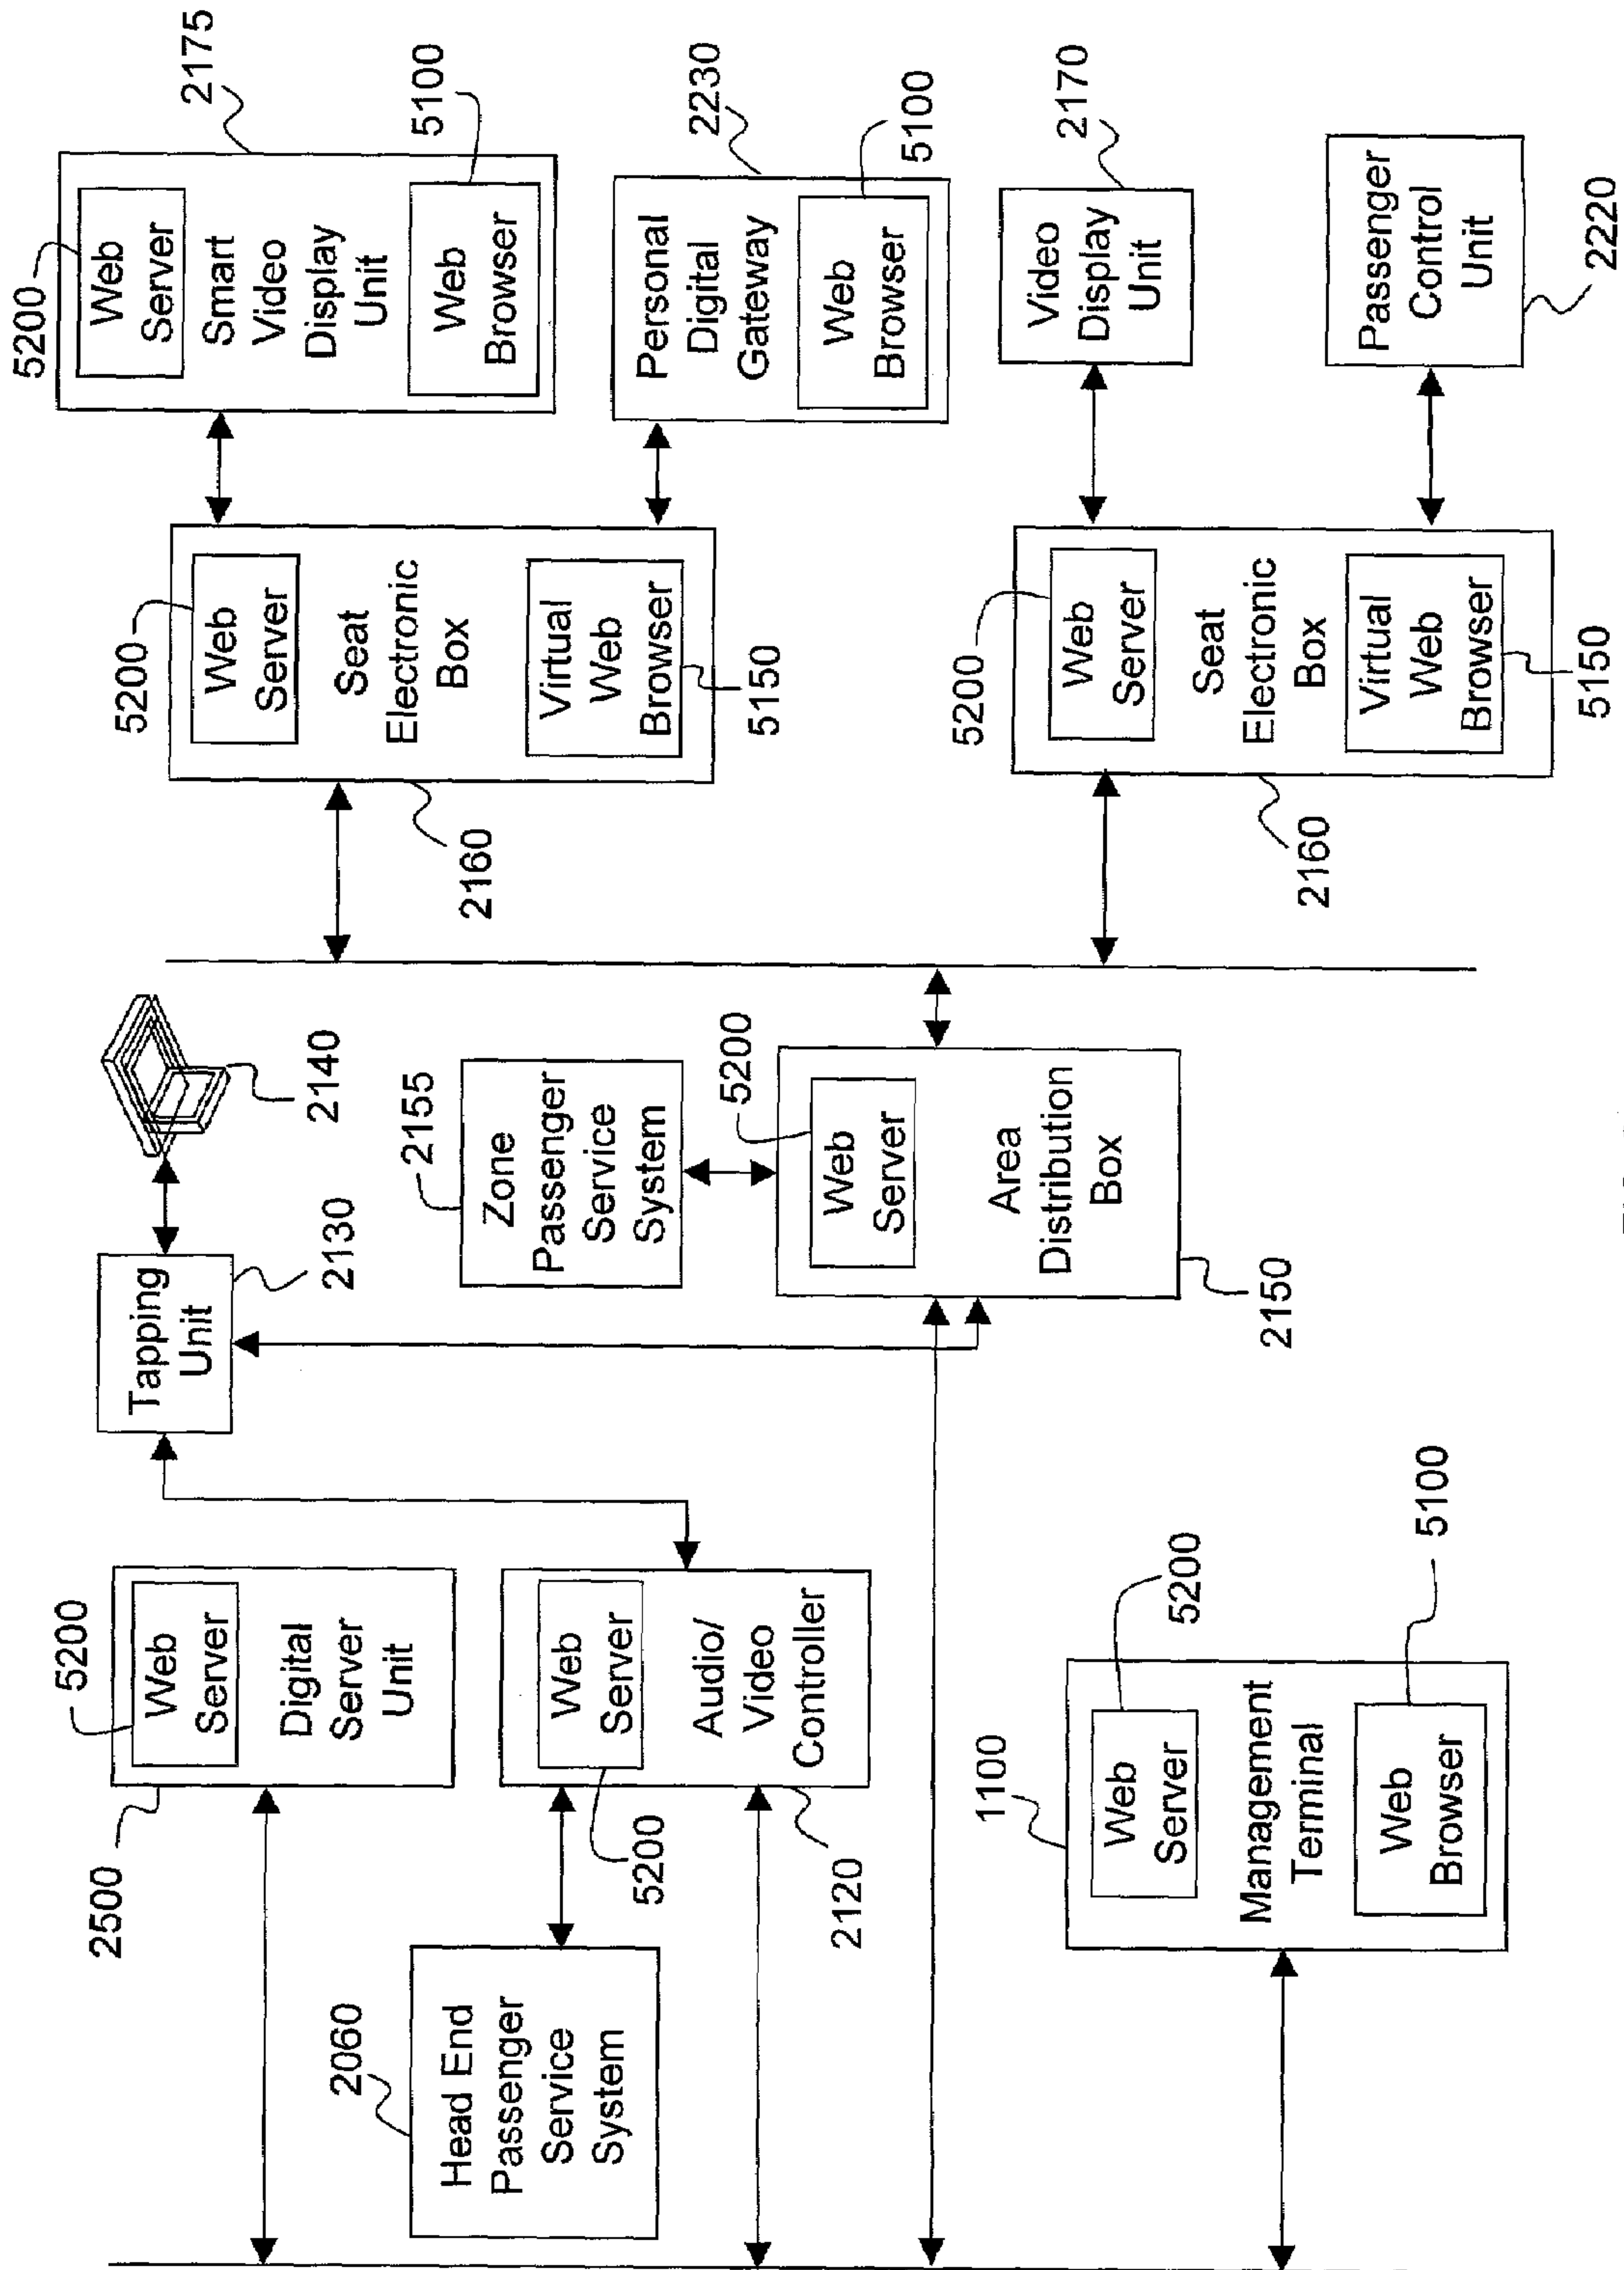 2500
5200
Web
Server
Digital
Server
Unit
2060
Head End
Passenger
Service
System
Web
Server
5200
Audio/
Video
Controller
2120
1100
Web
Server
5200
Management
Terminal
Web
Browser
5100
Tapping
Unit
2130
2140
2155
Zone
Passenger
Service
System
5200
Web
Server
Area
Distribution
Box
2150
5200
Web
Server
Seat
Electronic
Box
Virtual
Web
Browser
5150
2160
5200
Web
Server
Seat
Electronic
Box
Virtual
Web
Browser
5150
2160
5200
Web
Server
Smart
Video
Display
Unit
Web
Browser
2175
5100
Personal
Digital
Gateway
Web
Browser
2230
5100
Video
Display
Unit
2170
Passenger
Control
Unit
2220